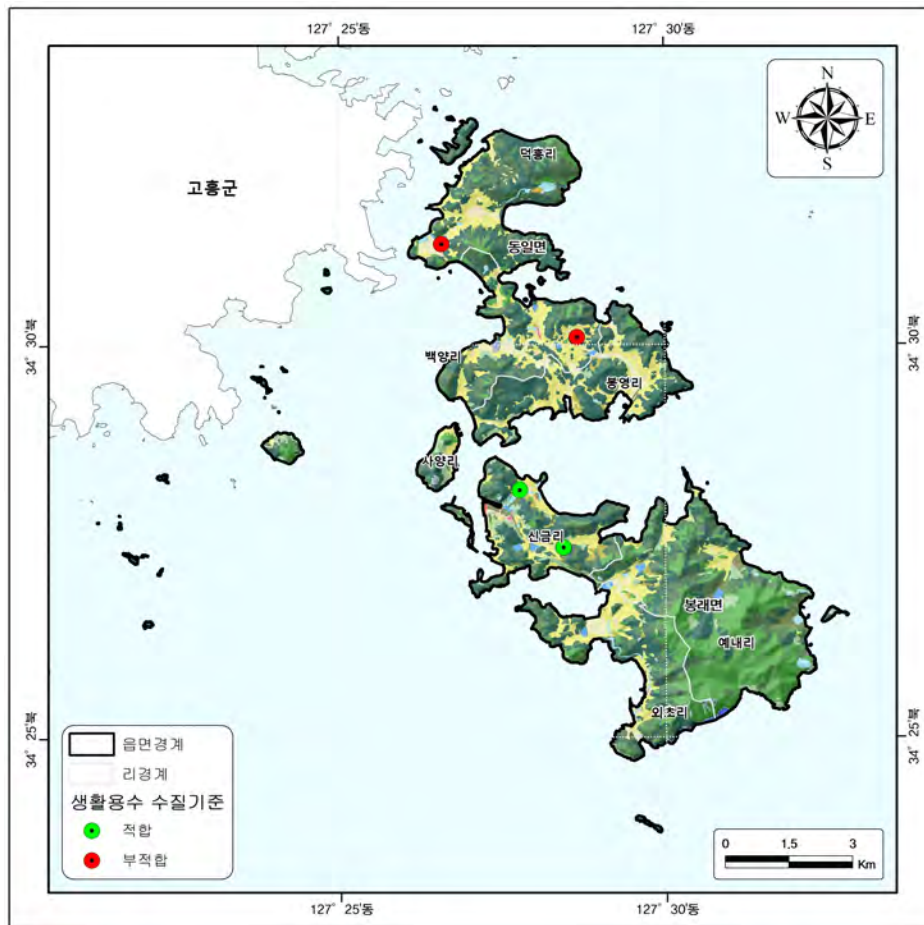 127° 25'동
127° 30'동
N
W
E
S
덕흥리
고흥군
동일면
34° 30'북
34° 30'북
백양리
봉영리
사양리
신금리
봉래면
예내리
외초리
34° 25'북
34° 25'북
읍면경계
리경계
생활용수 수질기준
적합
부적합
0
1.5
3
Km
127° 25'동
127° 30'동